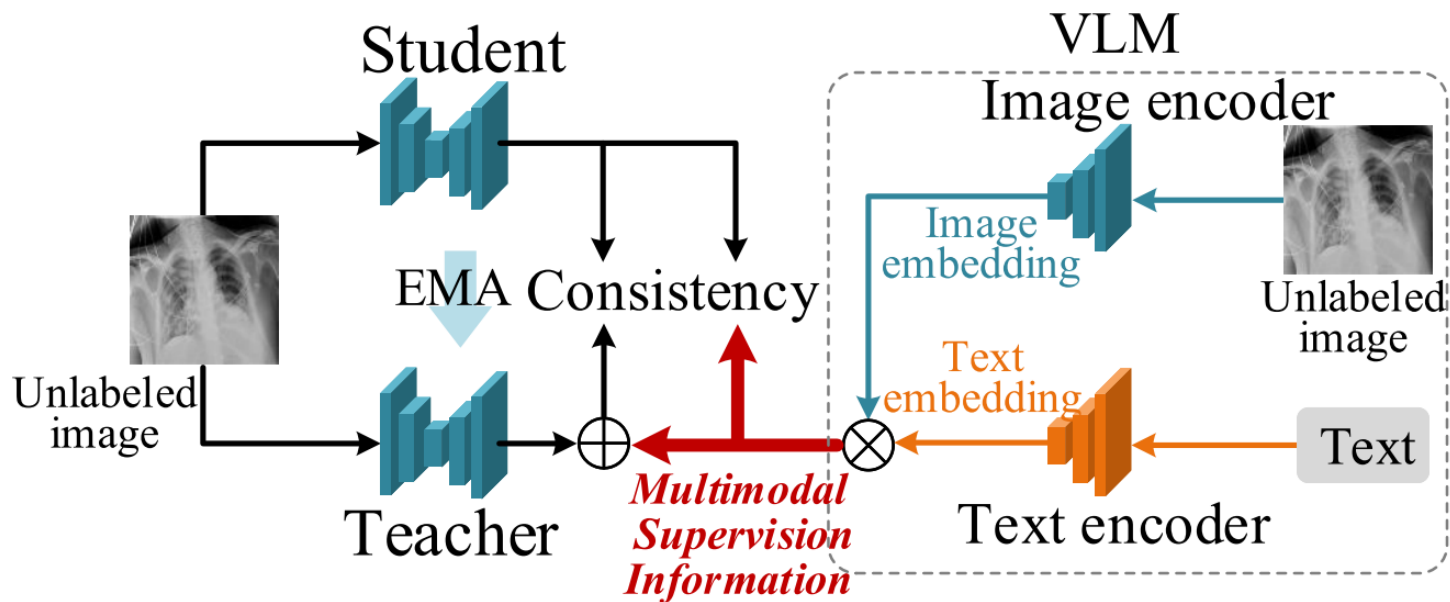 Student
EMA
Consistency
Unlabeled
image
Teacher
Multimodal
Supervision
Information
VLM
Image encoder
Image
embedding
Unlabeled
image
Text
embedding
Text
Text encoder